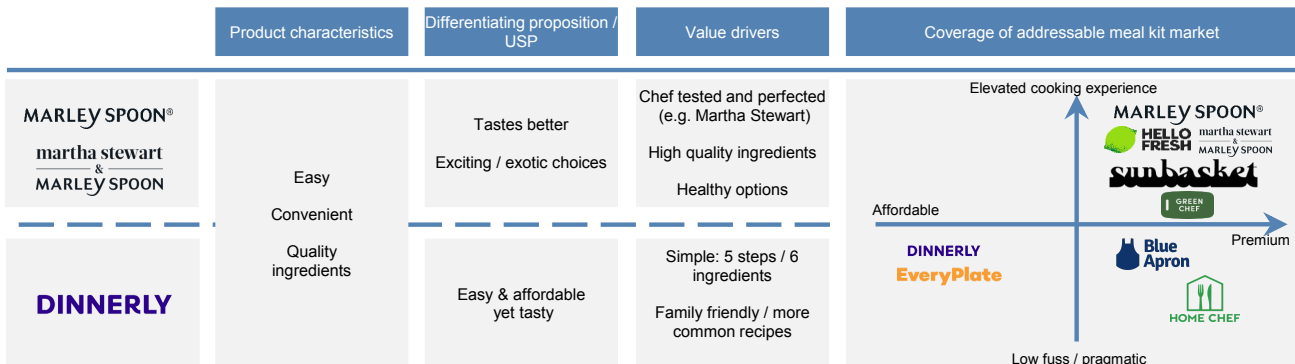 Product characteristics
Differentiating proposition /
USP
Value drivers
Coverage of addressable meal kit market
MARLEY SPOON®
martha stewart
&
MARLEY SPOON
Easy
Convenient
Quality
ingredients
Tastes better
Exciting / exotic choices
Chef tested and perfected
(e.g. Martha Stewart)
High quality ingredients
Healthy options
DINNERLY
Easy & affordable
yet tasty
Simple: 5 steps / 6
ingredients
Family friendly / more
common recipes
Elevated cooking experience
MARLEY SPOON®
HELLO
FRESH
martha stewart
&
MARLEY SPOON
sunbasket
GREEN
CHEF
Affordable
Premium
DINNERLY
EveryPlate
Blue
Apron
HOME CHEF
Low fuss / pragmatic